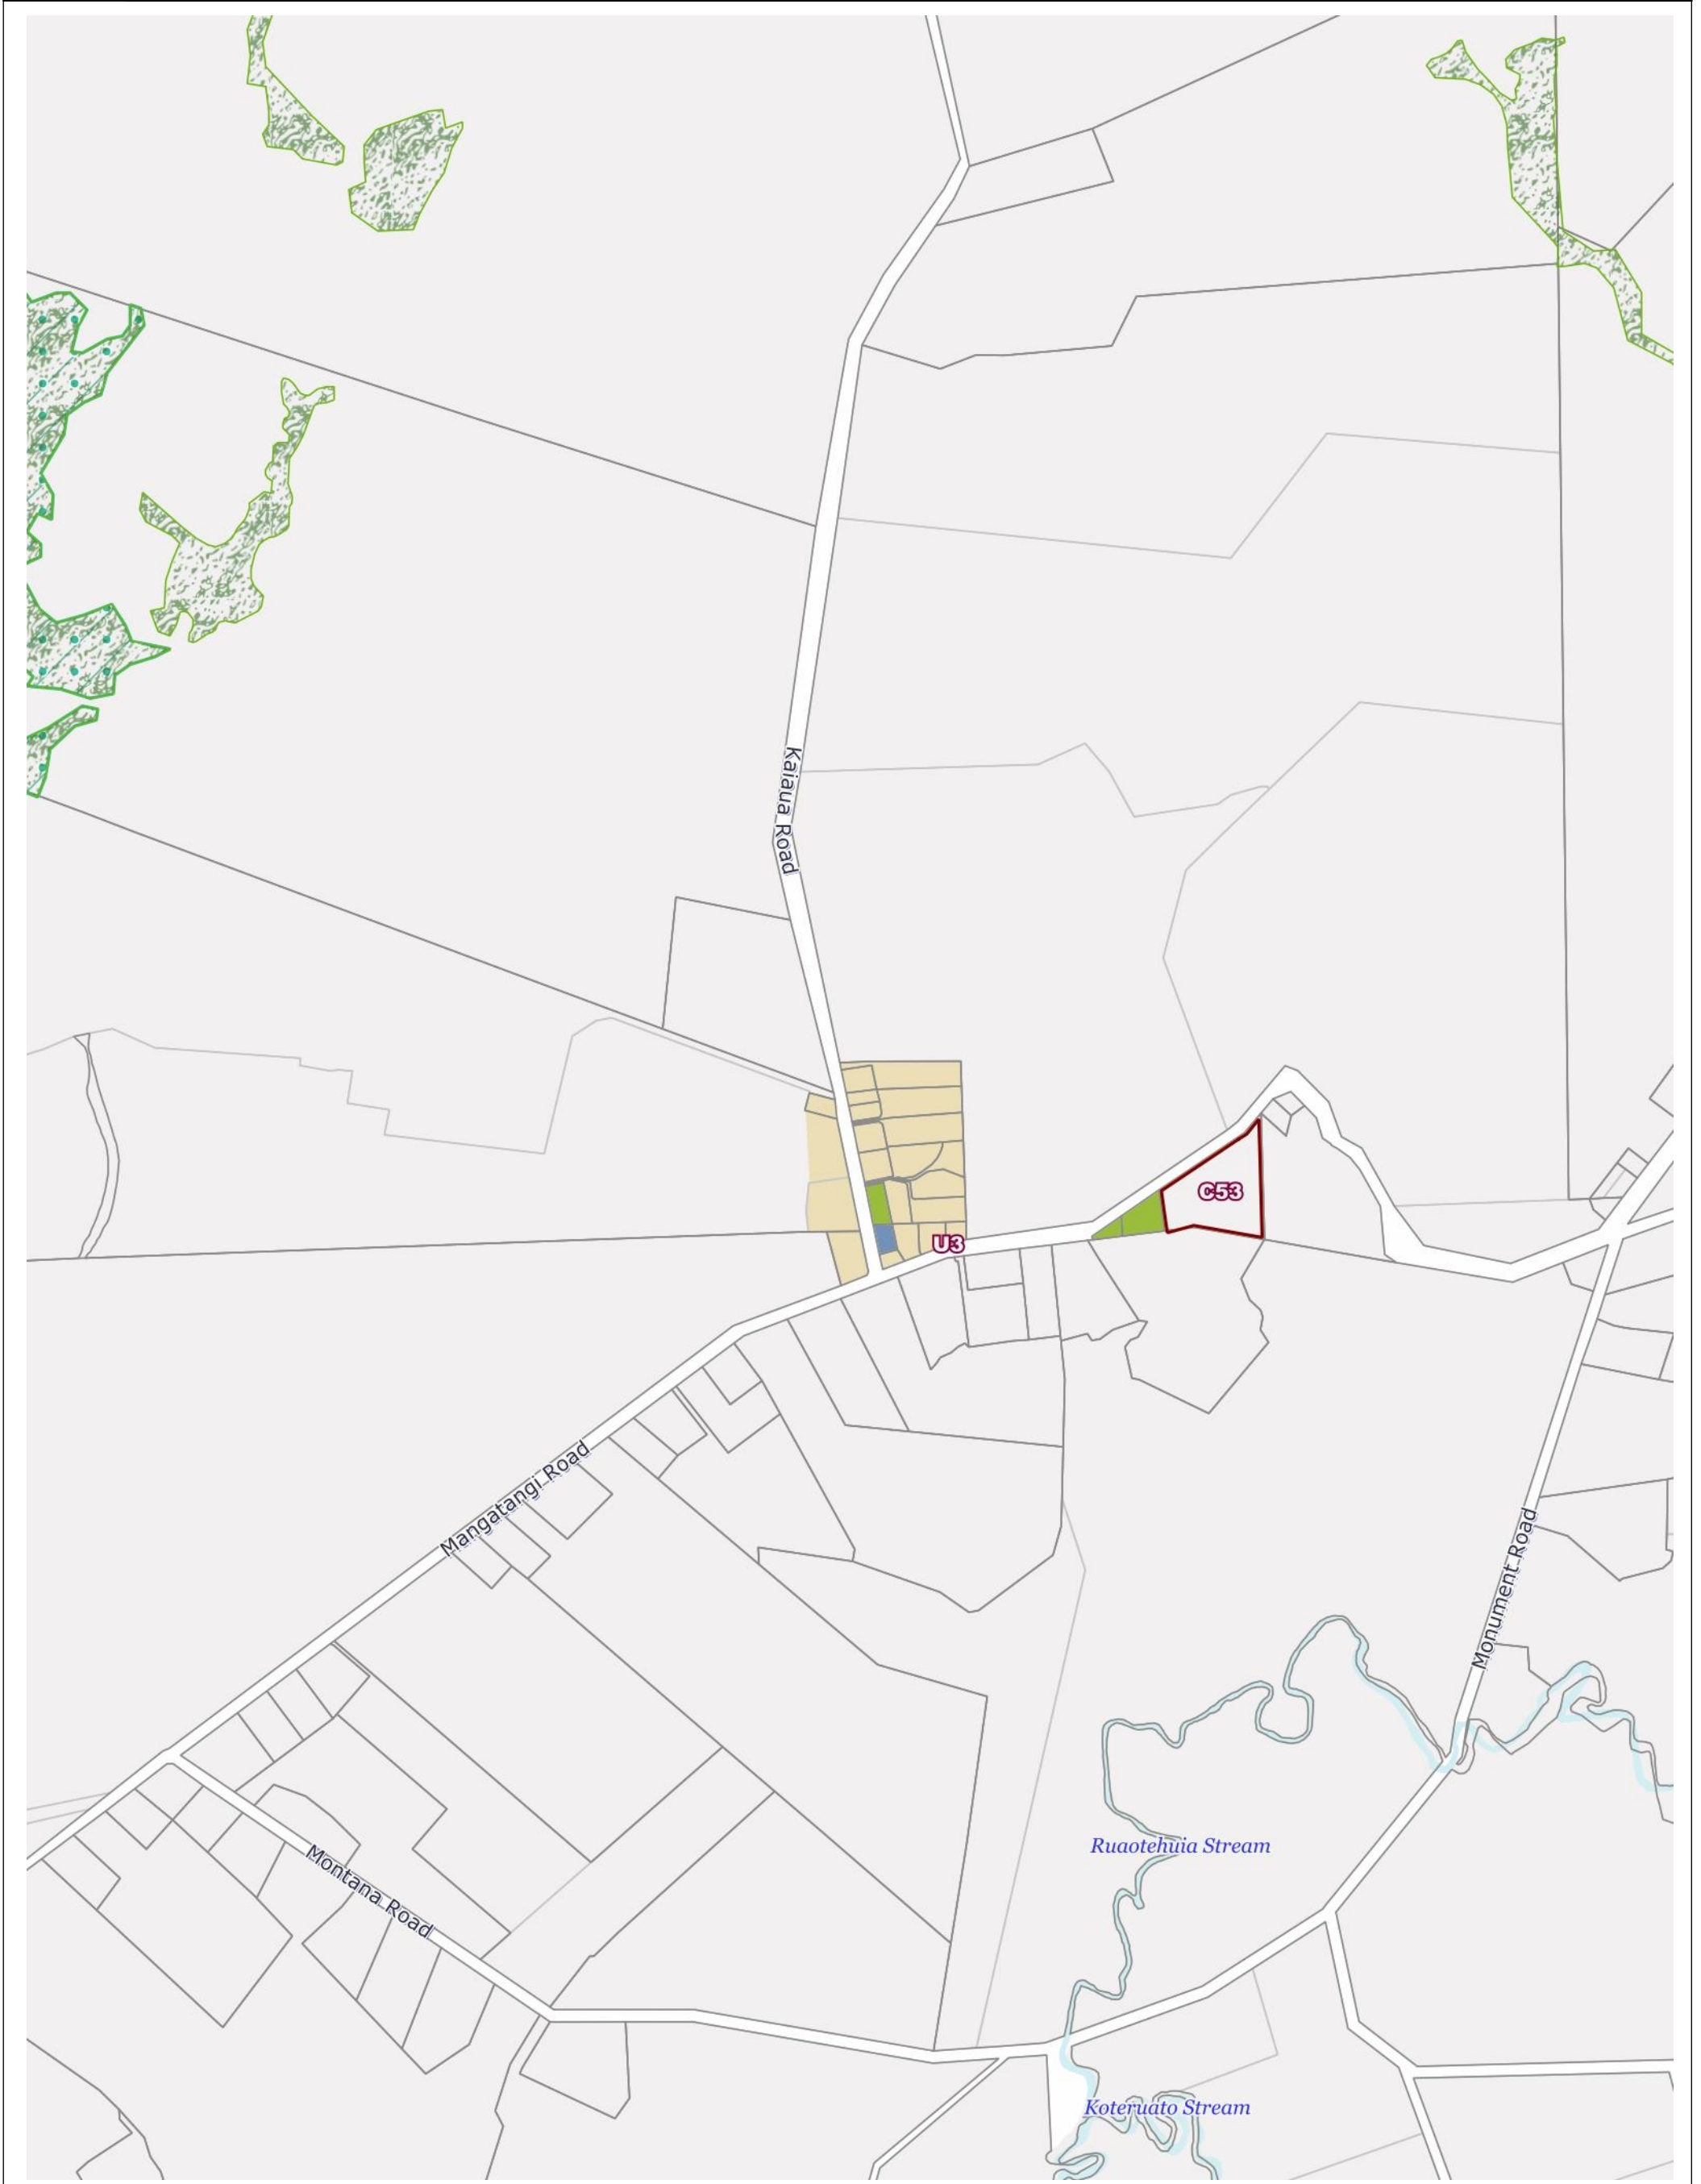 Kaiaua Road
C53
U3
Mangatangi Road
Monument Road
Ruaotehuia Stream
Montana Road
Koteruato Stream